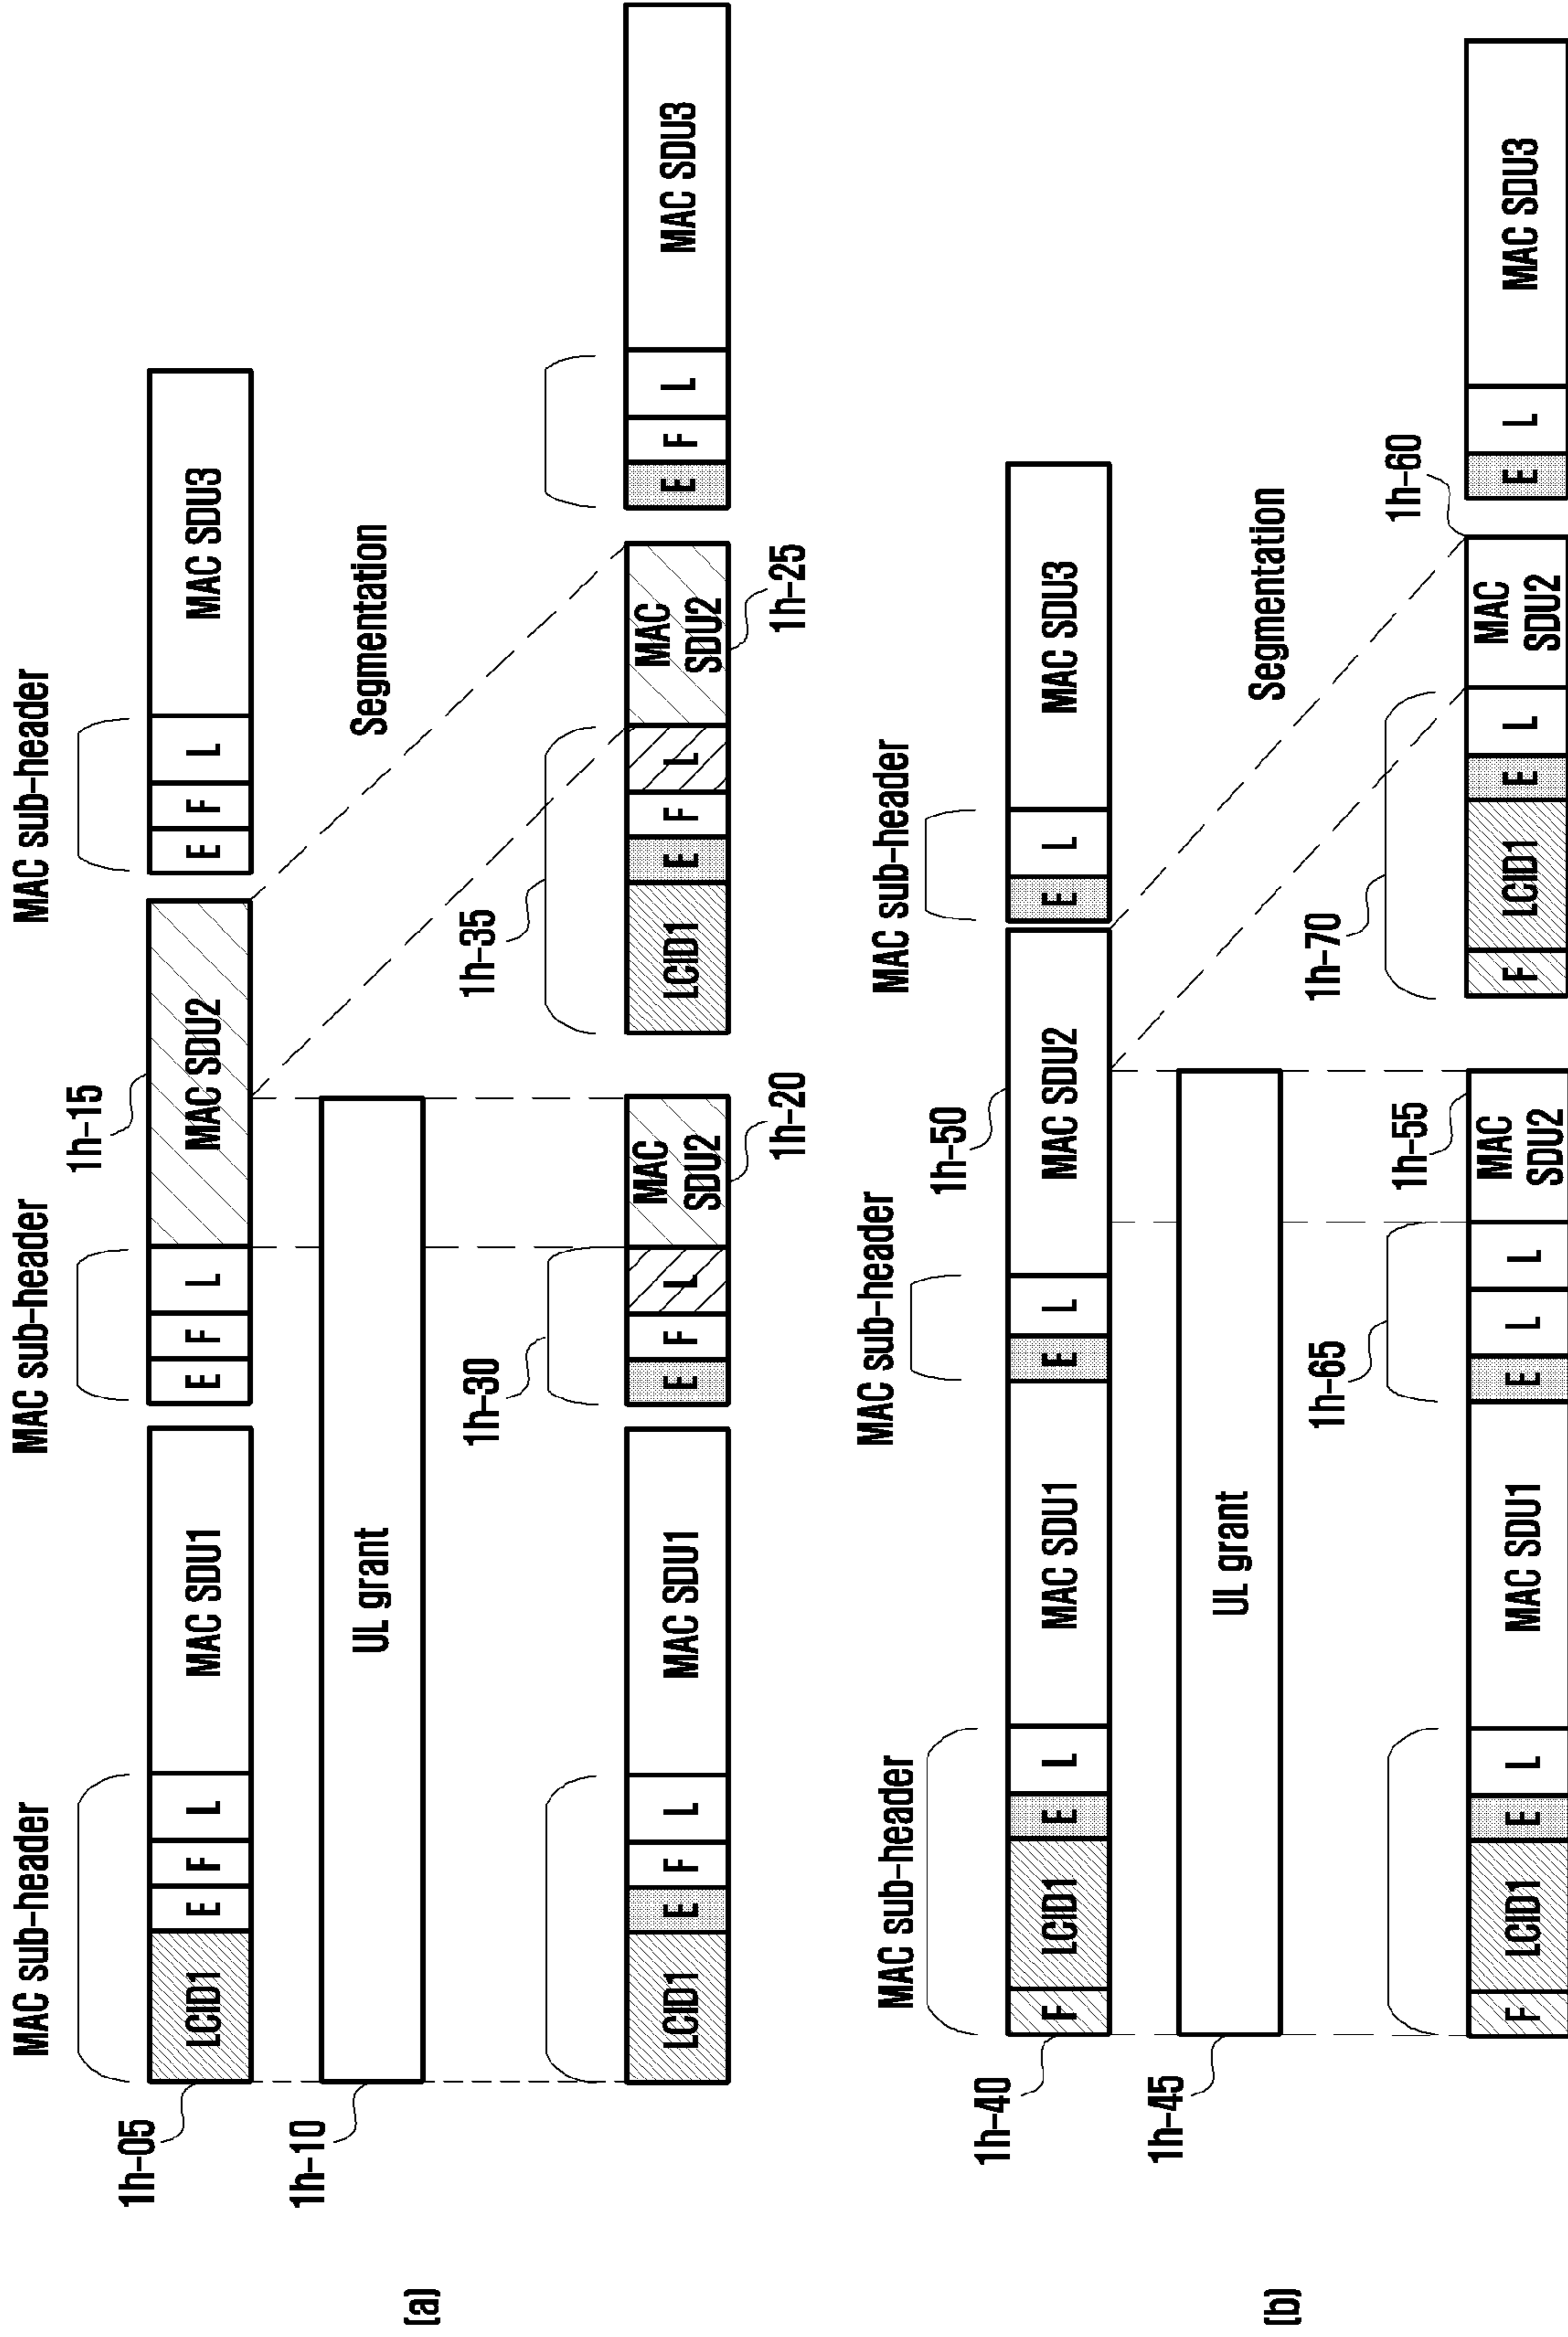 MAC sub-header MAC sub-header MAC sub-header
1h-15
1h-05
LCID1 E F L MAC SDU1 E F L MAC SDU2 E F L MAC SDU3
1h-10
UL grant
Segmentation
(a)
1h-30 1h-35
LCID1 E F L MAC SDU1 E F L MAC
SDU2 LCID1 E F L MAC
SDU2 E F L MAC SDU3
1h-20 1h-25
MAC sub-header MAC sub-header MAC sub-header
1h-50
1h-40
F LCID1 E L MAC SDU1 E L MAC SDU2 E L MAC SDU3
1h-45
UL grant
Segmentation
(b)
1h-65 1h-55 1h-70 1h-60
F LCID1 E L MAC SDU1 E L L MAC
SDU2 F LCID1 E L MAC
SDU2 E L MAC SDU3